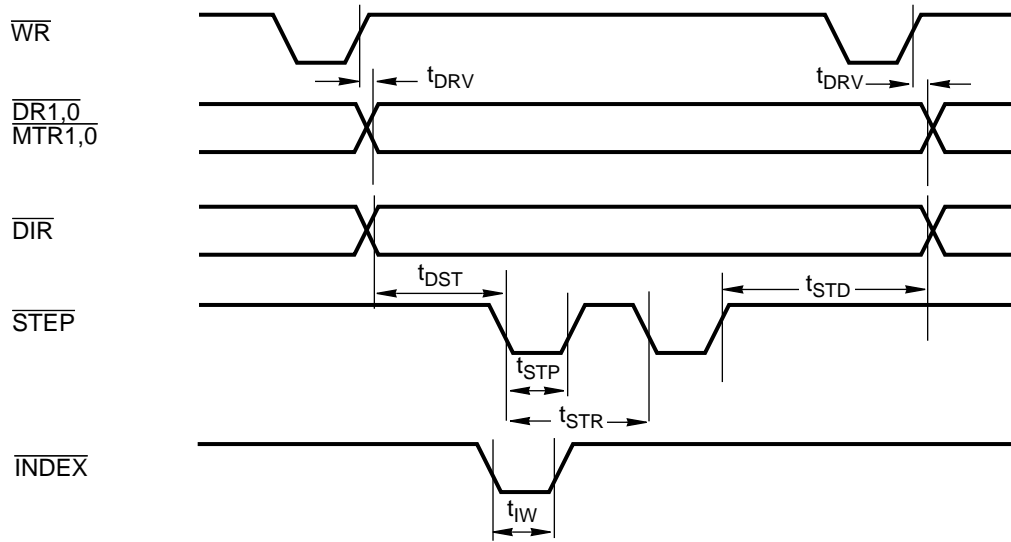 WR
tDRV
tDRV
DR1,0
MTR1,0
DIR
tDST
tSTD
STEP
tSTP
tSTR
INDEX
tIW